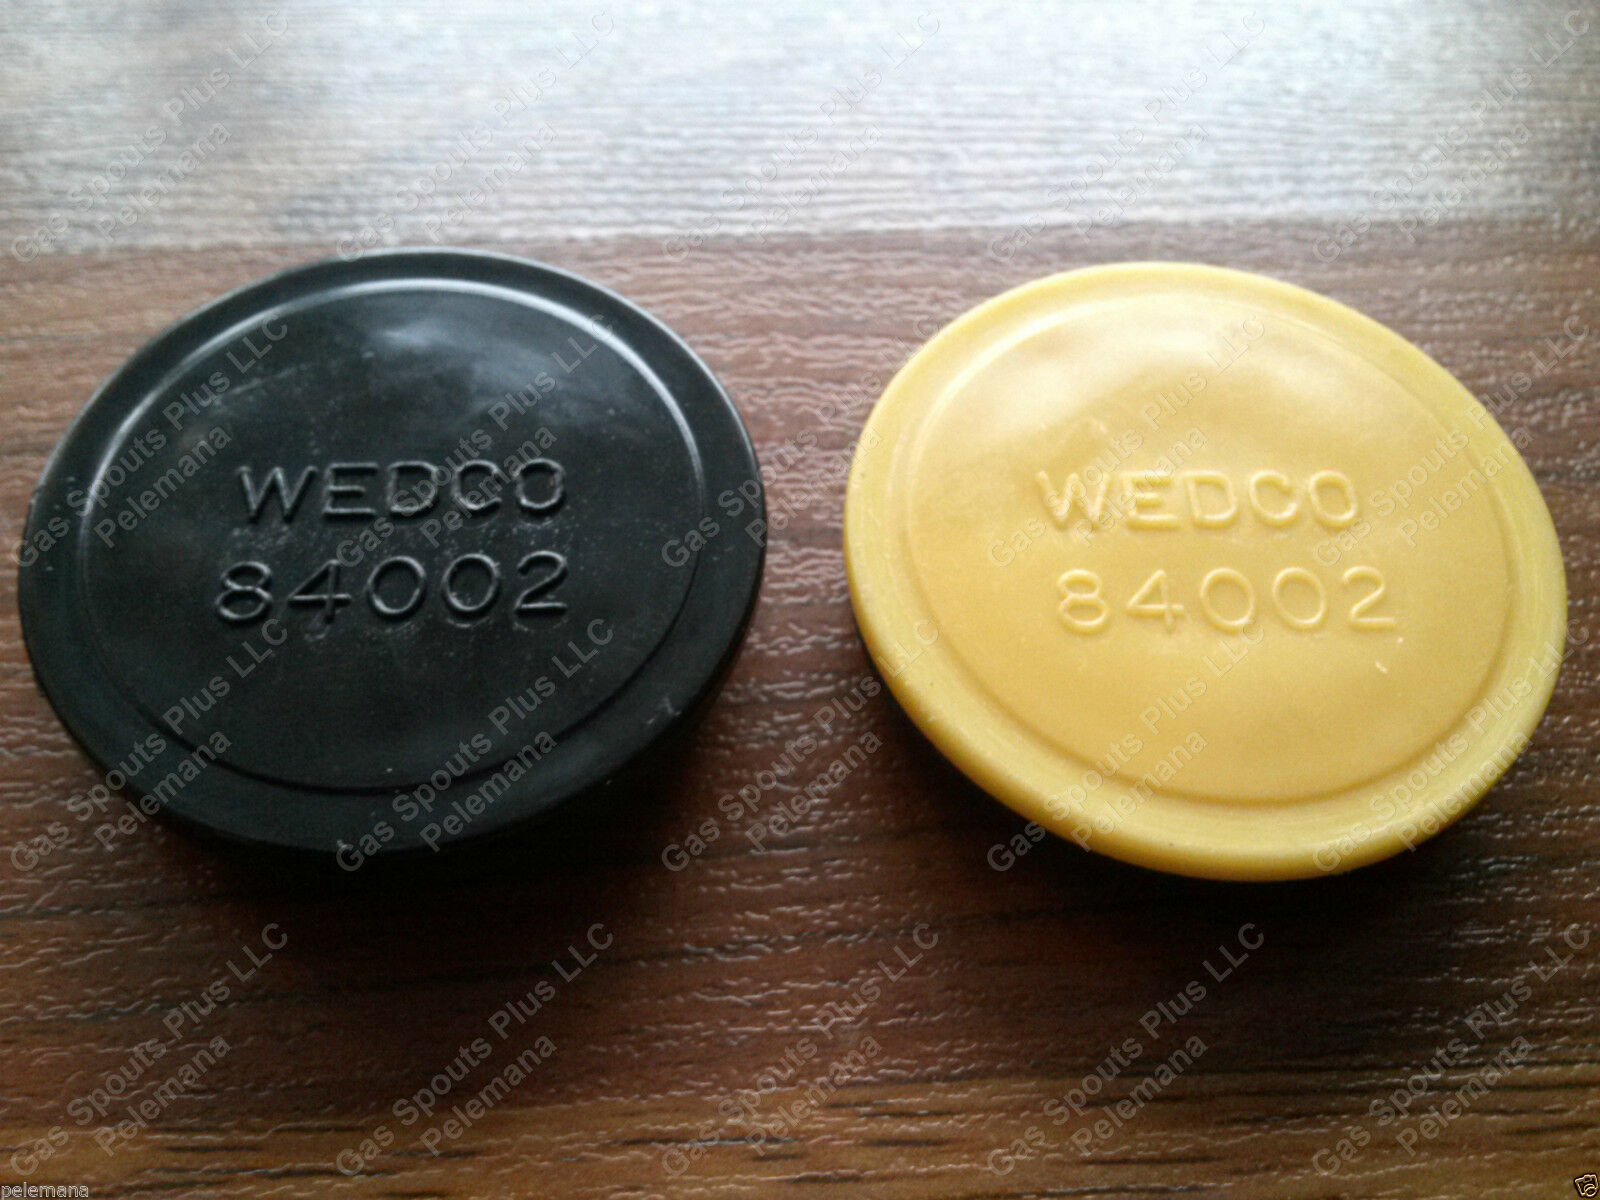 WEDCO
84002
WEDCO
84002
Gas Spouts Plus LLC
Pelemana
pelemana